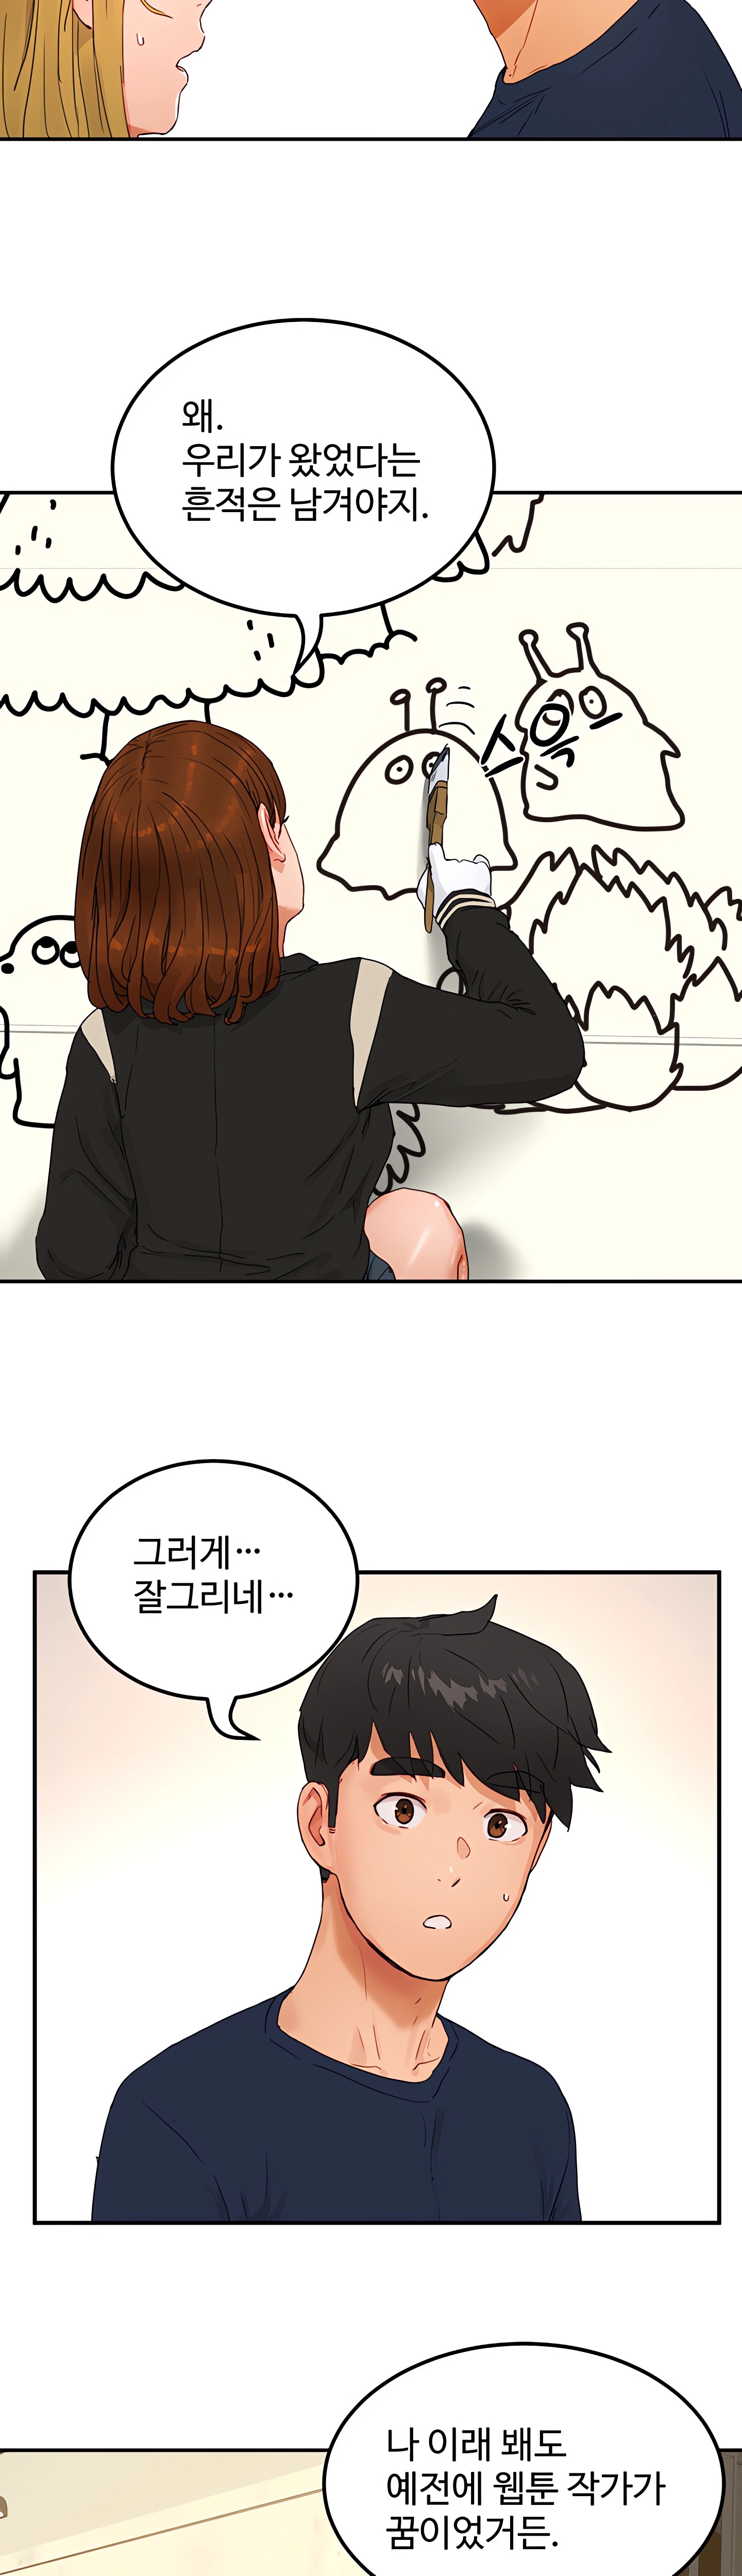 왜.
우리가 왔었다는
흔적은 남겨야지.
스슥
그러게…
잘그리네…
나 이래 봬도
예전에 웹툰 작가가
꿈이었거든.